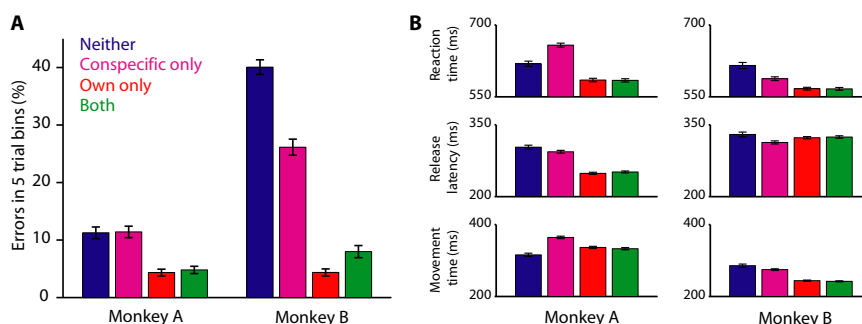 A
Neither
Conspecific only
Own only
Both
Errors in 5 trial bins (%)
40
30
20
10
0
Monkey A
Monkey B
B
Reaction
time (ms)
700
550
700
550
Release
latency (ms)
350
200
350
200
Movement
time (ms)
400
200
400
200
Monkey A
Monkey B